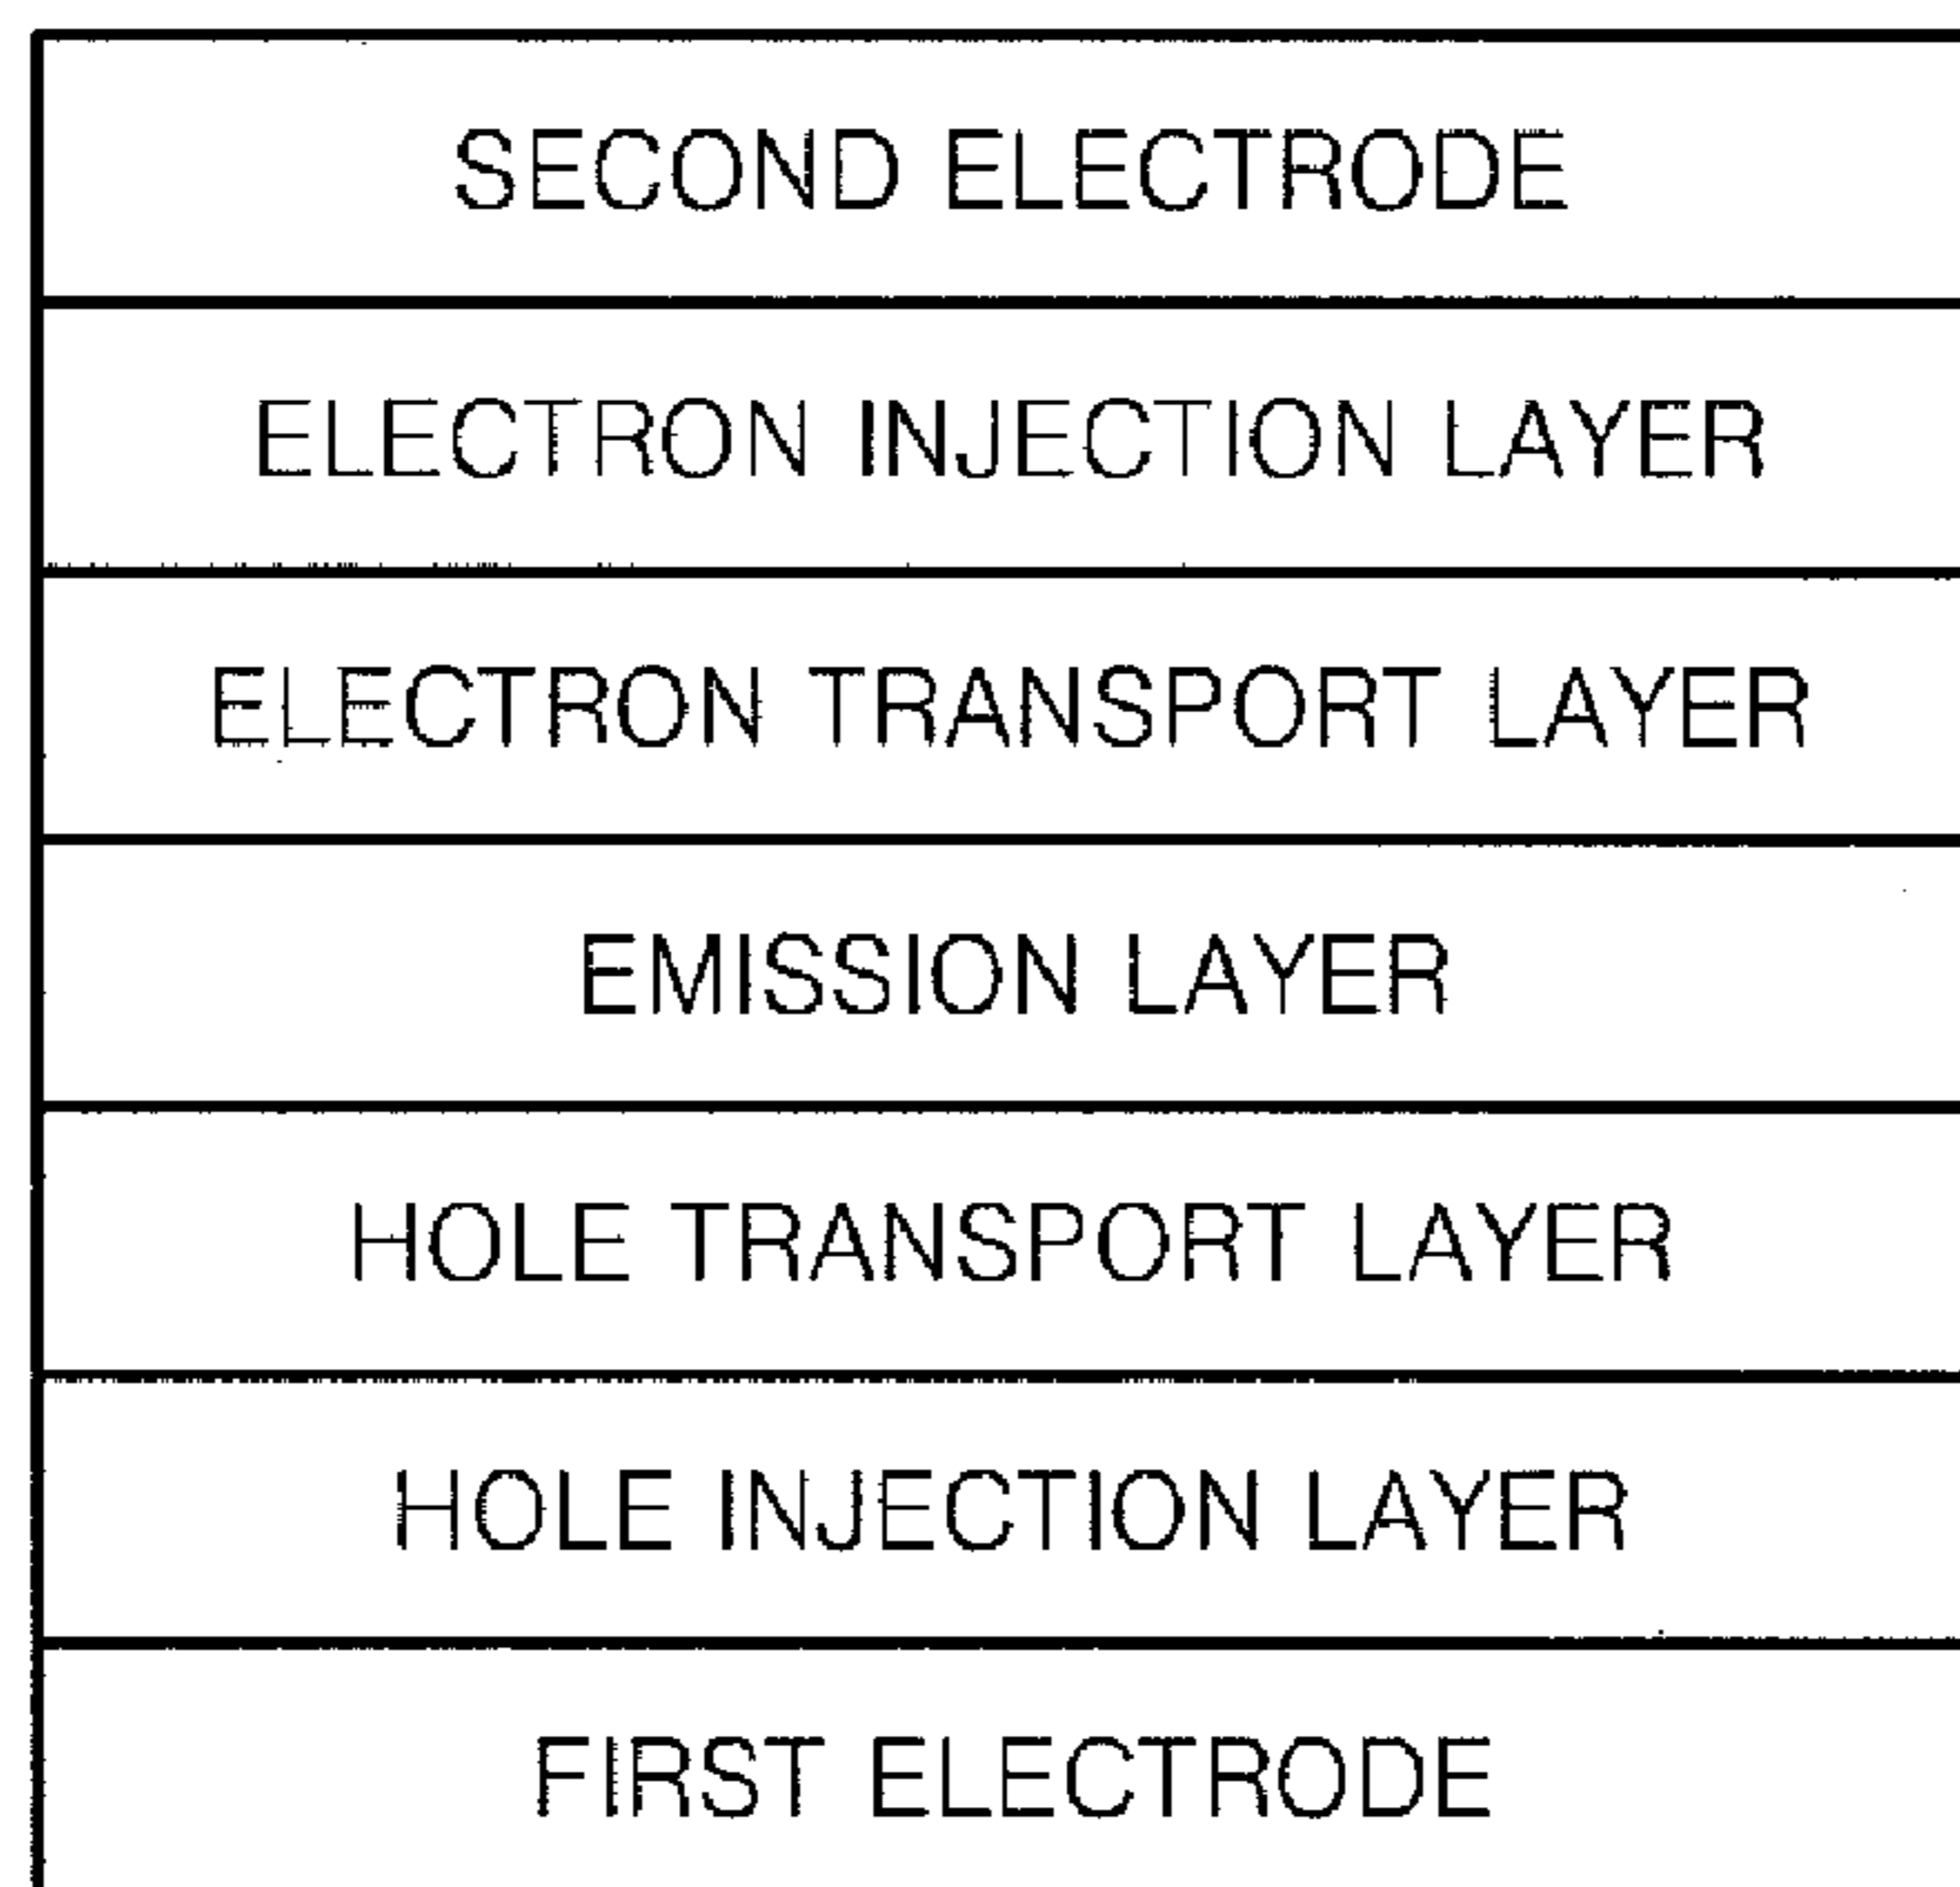 SECOND ELECTRODE
ELECTRON INJECTION LAYER
ELECTRON TRANSPORT LAYER
EMISSION LAYER
HOLE TRANSPORT LAYER
HOLE INJECTION LAYER
FIRST ELECTRODE